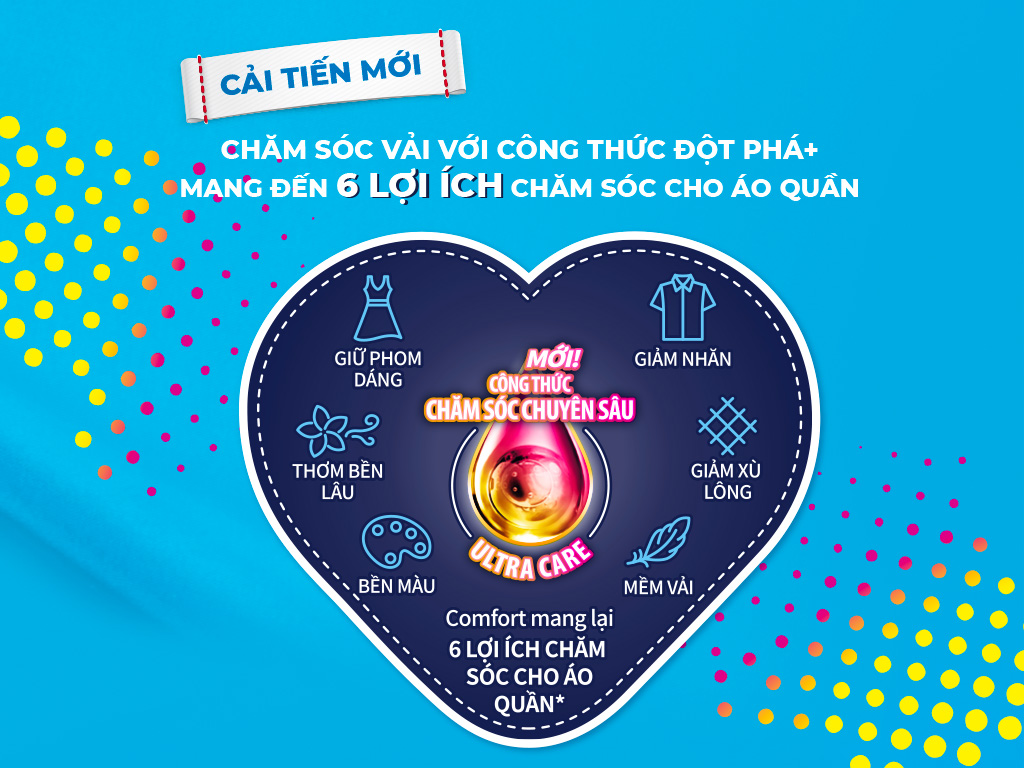 CẢI TIẾN MỚI
CHĂM SÓC VẢI VỚI CÔNG THỨC ĐỘT PHÁ+
MANG ĐẾN 6 LỢI ÍCH CHĂM SÓC CHO ÁO QUẦN
GIỮ PHOM
DÁNG
GIẢM NHĂN
MỚI!
CÔNG THỨC
CHĂM SÓC CHUYÊN SÂU
THƠM BỀN
LÂU
GIẢM XÙ
LÔNG
ULTRA CARE
BỀN MÀU
MỀM VẢI
Comfort mang lại
6 LỢI ÍCH CHĂM
SÓC CHO ÁO
QUẦN*